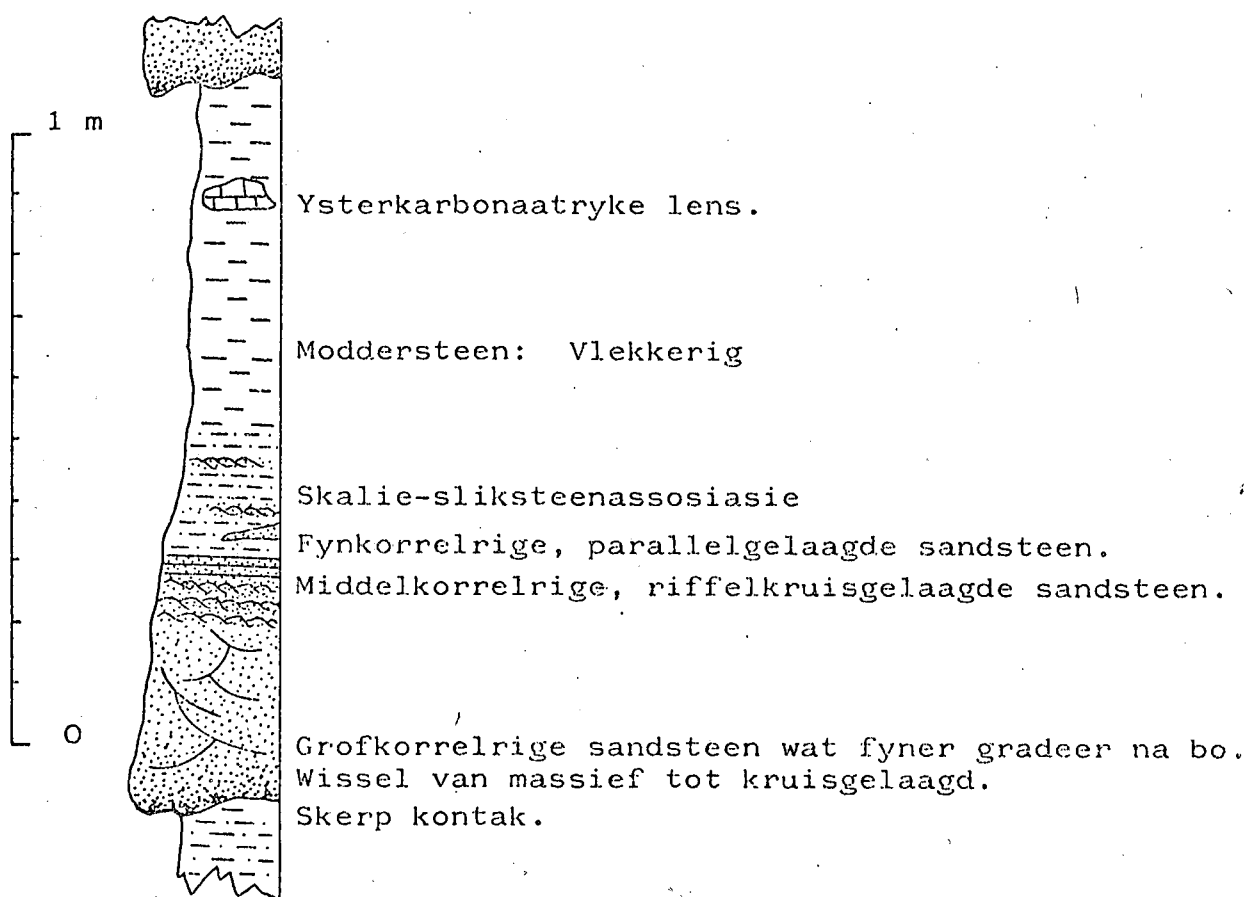 1 m
Ysterkarbonaatryke lens.
Moddersteen: Vlekkerig
Skalie-sliksteenassosiasie
Fynkorrelrige, parallelgelaagde sandsteen.
Middelkorrelrige, riffelkruisgelaagde sandsteen.
0
Grofkorrelrige sandsteen wat fyner gradeer na bo.
Wissel van massief tot kruisgelaagd.
Skerp kontak.